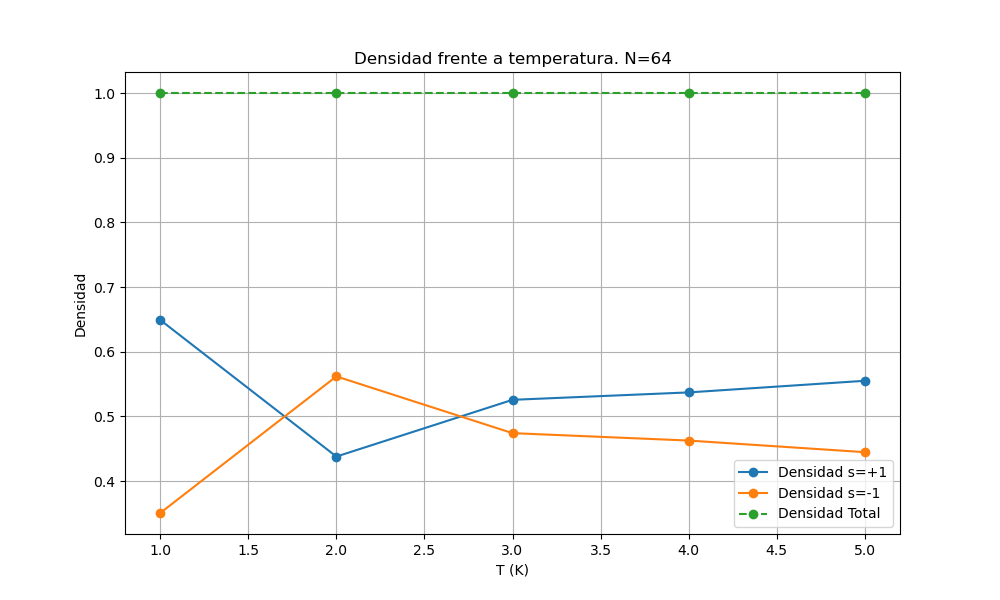 Densidad frente a temperatura. N=64
Densidad
1.0
0.9
0.8
0.7
0.6
0.5
0.4
Densidad s=+1
Densidad s=-1
Densidad Total
1.0 1.5 2.0 2.5 3.0 3.5 4.0 4.5 5.0
T (K)